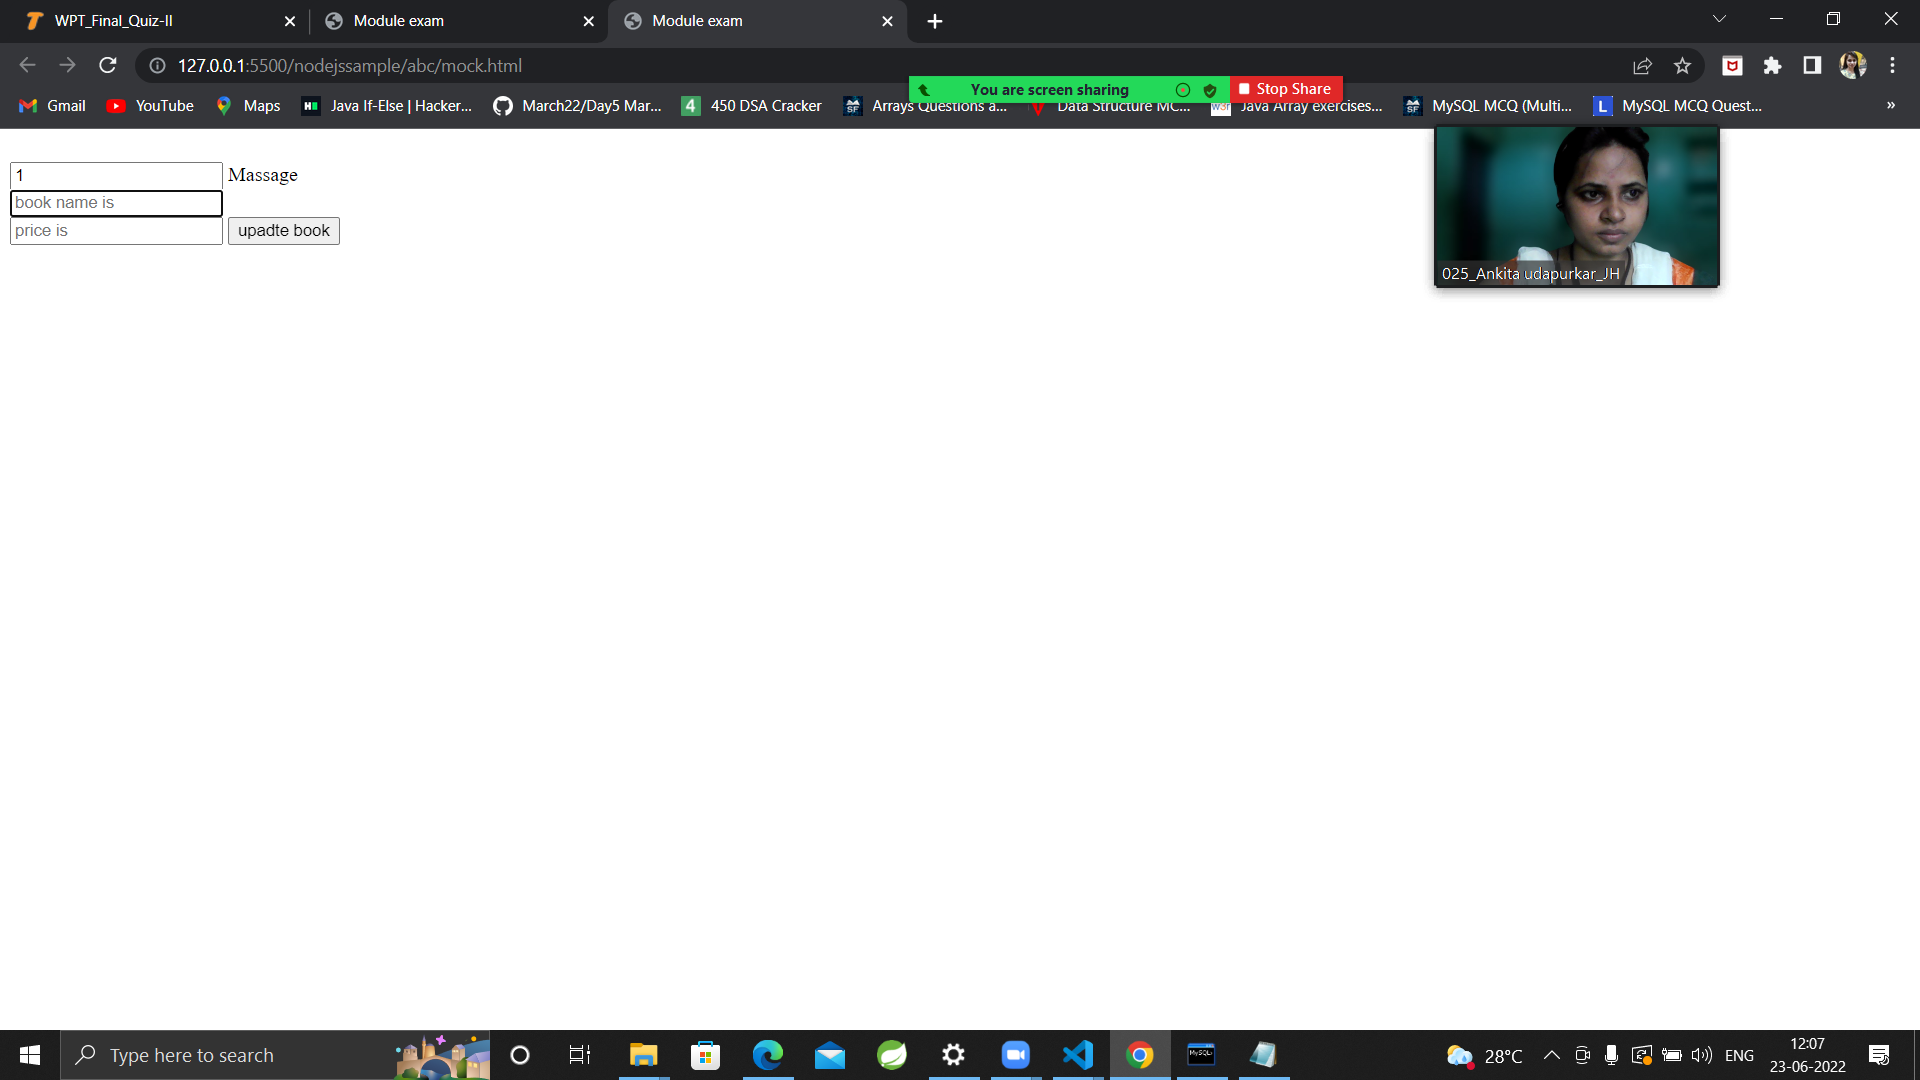 WPT_Final_Quiz-II
Module exam
Module exam
127.0.0.1:5500/nodejssample/abc/mock.html
You are screen sharing
Stop Share
Gmail
YouTube
Maps
Java If-Else | Hacker...
March22/Day5 Mar...
4
450 DSA Cracker
Arrays Questions a...
Data Structure MC...
Java Array exercises...
MySQL MCQ (Multi...
L
MySQL MCQ Quest...
»
1
Massage
book name is
price is
upadte book
025_Ankita udapurkar_JH
Type here to search
28°C
ENG
12:07
23-06-2022